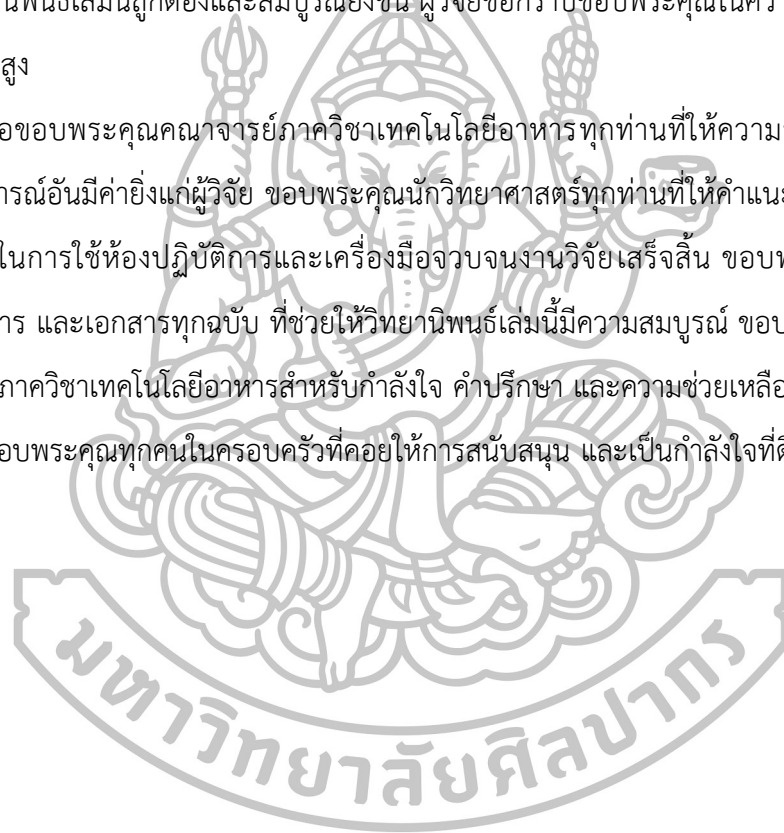 นพนธ์เล่มนี้ถูกต้องและสมบูรณ์ยิ่งขึ้น ผู้วิจัยขอกราบขอบพระคุณในคว
สูง
อขอบพระคุณคณาจารย์ภาควิชาเทคโนโลยีอาหารทุกท่านที่ให้ความ
ารณ์อันมีค่ายิ่งแก่ผู้วิจัย ขอบพระคุณนักวิทยาศาสตร์ทุกท่านที่ให้คำแนะ
ในการใช้ห้องปฏิบัติการและเครื่องมือจวบจนงานวิจัยเสร็จสิ้น ขอบพ
าร และเอกสารทุกฉบับ ที่ช่วยให้วิทยานิพนธ์เล่มนี้มีความสมบูรณ์ ขอบ
ภาควิชาเทคโนโลยีอาหารสำหรับกำลังใจ คำปรึกษา และความช่วยเหลือ
อบพระคุณทุกคนในครอบครัวที่คอยให้การสนับสนุน และเป็นกำลังใจที่ดี
มหาวิทยาลัยศิลปากร